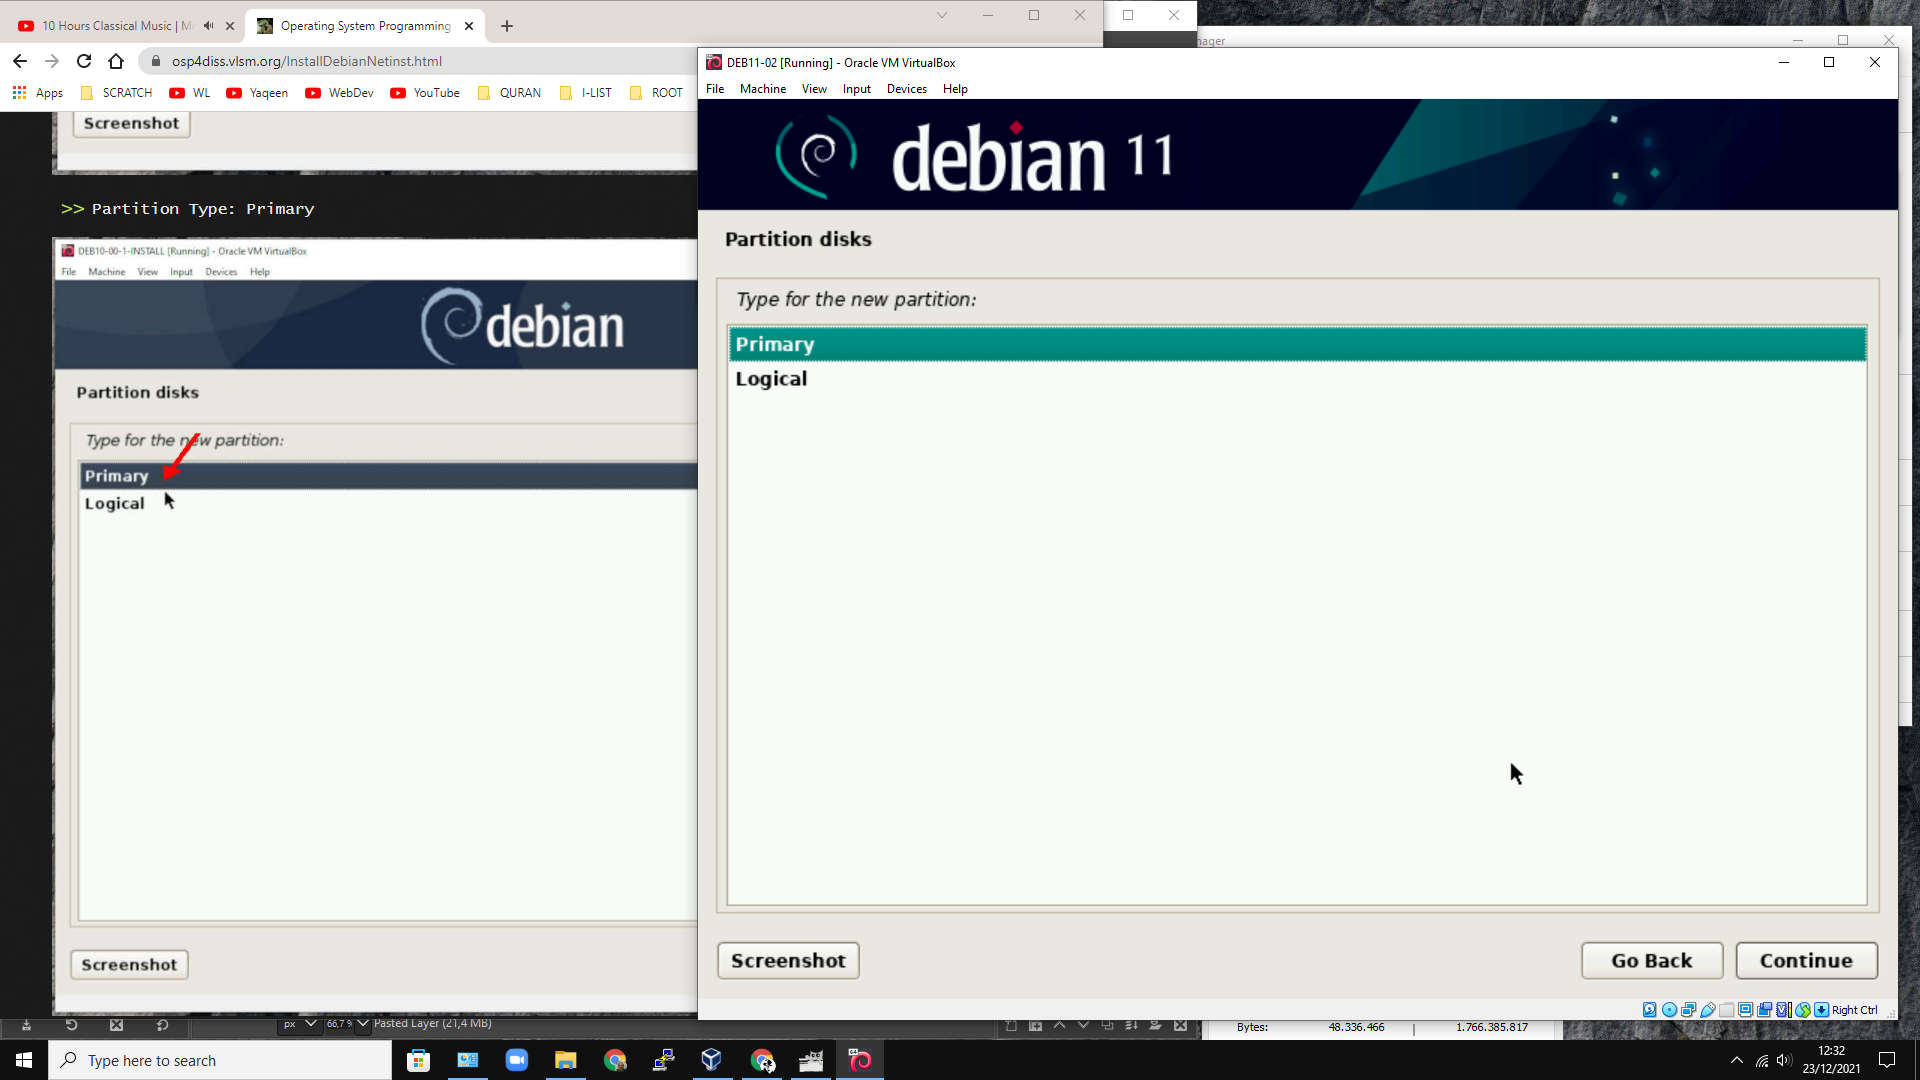 10 Hours Classical Music | M
Operating System Programming
osp4diss.vlsm.org/InstallDebianNetinst.html
Apps
SCRATCH
WL
Yaqeen
WebDev
YouTube
QURAN
I-LIST
ROOT
Screenshot
>> Partition Type: Primary
DEB10-00-1-INSTALL [Running] - Oracle VM VirtualBox
File Machine View Input Devices Help
debian
Partition disks
Type for the new partition:
Primary
Logical
Screenshot
px
66,7 %
Pasted Layer (21,4 MB)
nager
DEB11-02 [Running] - Oracle VM VirtualBox
File Machine View Input Devices Help
debian 11
Partition disks
Type for the new partition:
Primary
Logical
Screenshot
Go Back
Continue
Right Ctrl
Bytes: 48.336.466 | 1.766.385.817
Type here to search
12:32
23/12/2021